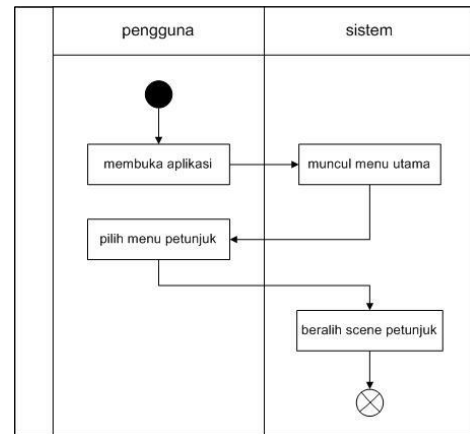 pengguna
sistem
membuka aplikasi
muncul menu utama
pilih menu petunjuk
beralih scene petunjuk